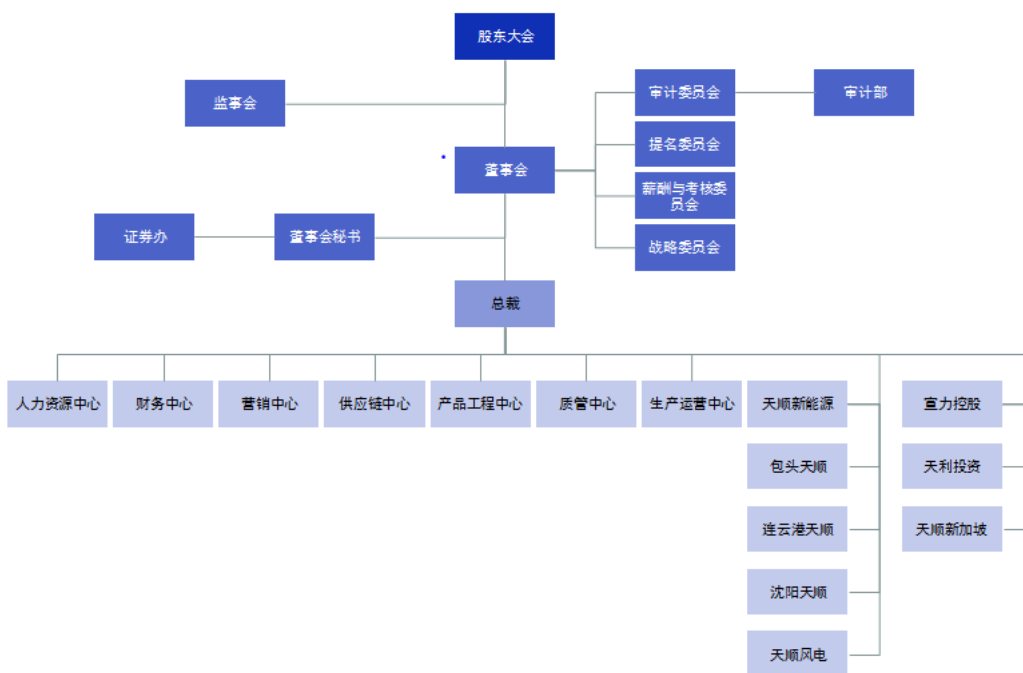 股东大会
监事会
审计委员会
审计部
提名委员会
董事会
薪酬与考核委
员会
证券办
董事会秘书
战略委员会
总裁
人力资源中心
财务中心
营销中心
供应链中心
产品工程中心
质管中心
生产运营中心
天顺新能源
宣力控股
包头天顺
天利投资
连云港天顺
天顺新加坡
沈阳天顺
天顺风电